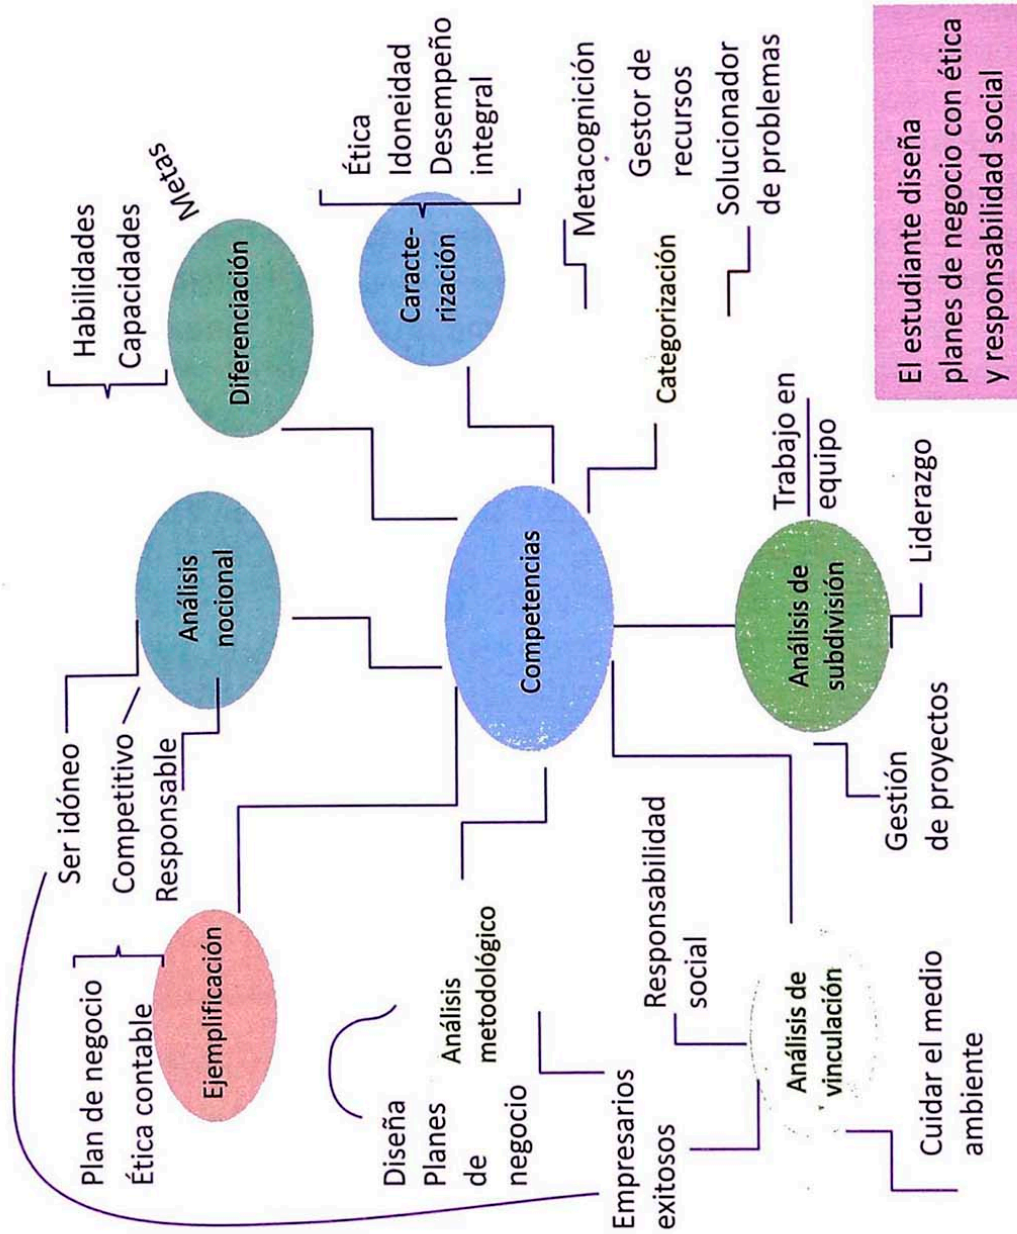 Plan de negocio
Ética contable
Ejemplificación
Ser idóneo
Competitivo
Responsable
Análisis
nocional
Habilidades
Capacidades
Metas
Diferenciación
Ética
Idoneidad
Desempeño
integral
Caracte-
rización
Diseña
Planes
de
negocio
Análisis
metodológico
Competencias
Metacognición
Gestor de
recursos
Solucionador
de problemas
Categorización
Empresarios
exitosos
Responsabilidad
social
Análisis de
vinculación
Cuidar el medio
ambiente
Gestión
de proyectos
Análisis de
subdivisión
Trabajo en
equipo
Liderazgo
El estudiante diseña
planes de negocio con ética
y responsabilidad social